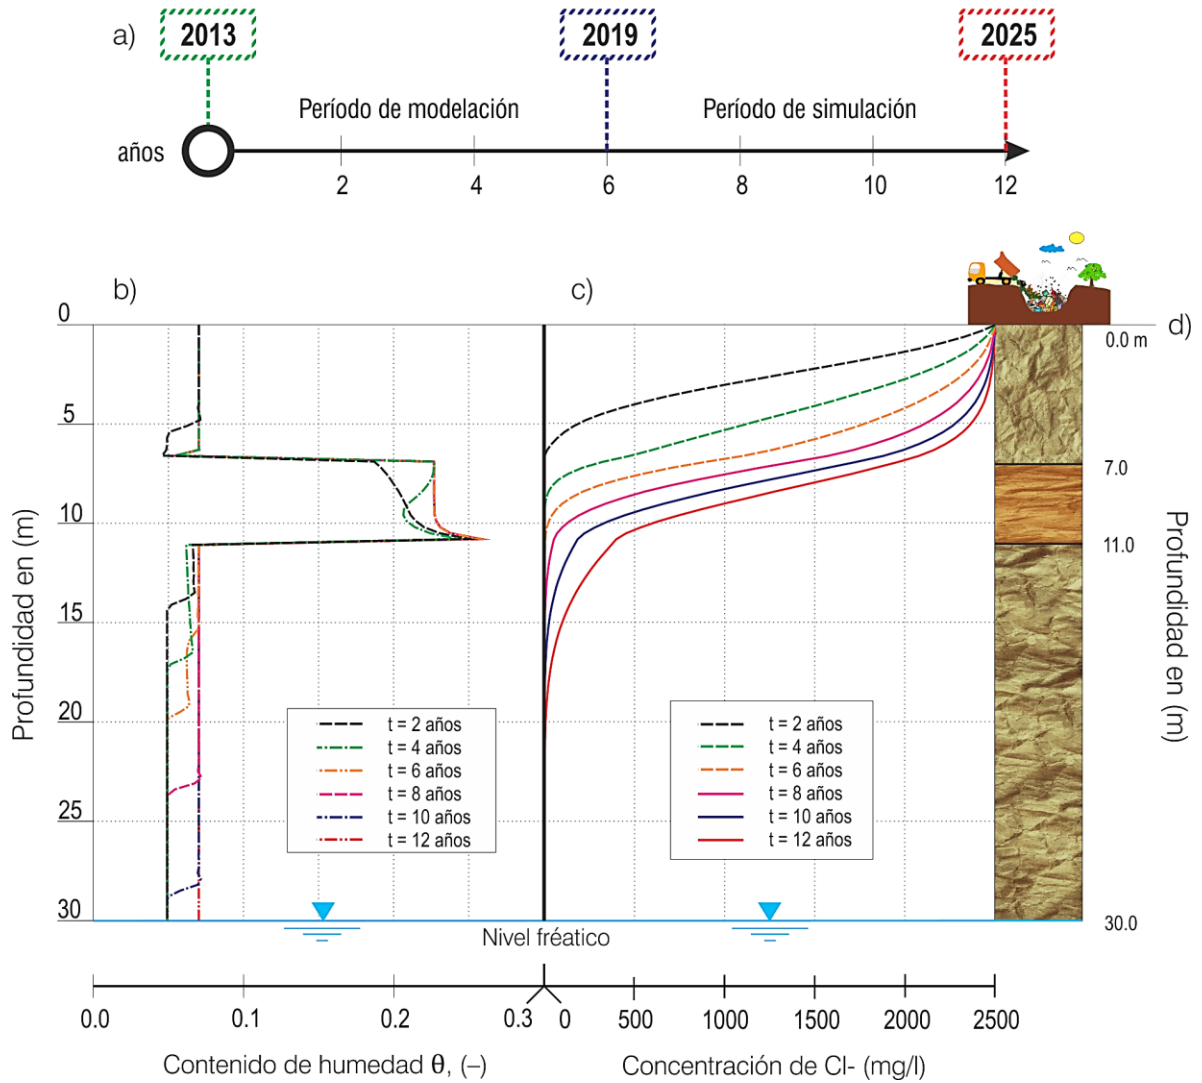 a)
2013
2019
2025
Período de modelación
Período de simulación
años
2
4
6
8
10
12
b)
c)
d)
0
5
10
15
20
25
30
Profundidad en (m)
t = 2 años
t = 4 años
t = 6 años
t = 8 años
t = 10 años
t = 12 años
t = 2 años
t = 4 años
t = 6 años
t = 8 años
t = 10 años
t = 12 años
0.0 m
7.0
11.0
30.0
Profundidad en (m)
Nivel fréatico
0.0
0.1
0.2
0.3
0
500
1000
1500
2000
2500
Contenido de humedad θ, (–)
Concentración de Cl- (mg/l)